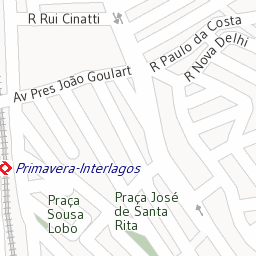 R Rui Cinatti
R Paulo da Costa
R Nova Delhi
Av Pres João Goulart
Primavera-Interlagos
Praça
Sousa
Lobo
Praça José
de Santa
Rita